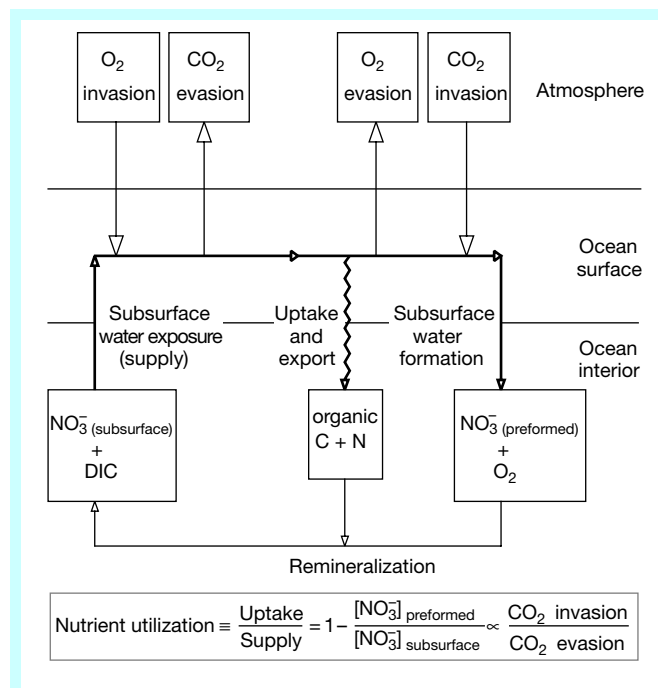 O₂
invasion
CO₂
evasion
O₂
evasion
CO₂
invasion
Atmosphere
Ocean
surface
Subsurface
water exposure
(supply)
Uptake
and
export
Subsurface
water
formation
Ocean
interior
NO₃⁻ (subsurface)
+
DIC
organic
C + N
NO₃⁻ (preformed)
+
O₂
Remineralization
Nutrient utilization ≡ Uptake/Supply = 1 − [NO₃⁻] preformed/[NO₃⁻] subsurface ∝ CO₂ invasion/CO₂ evasion